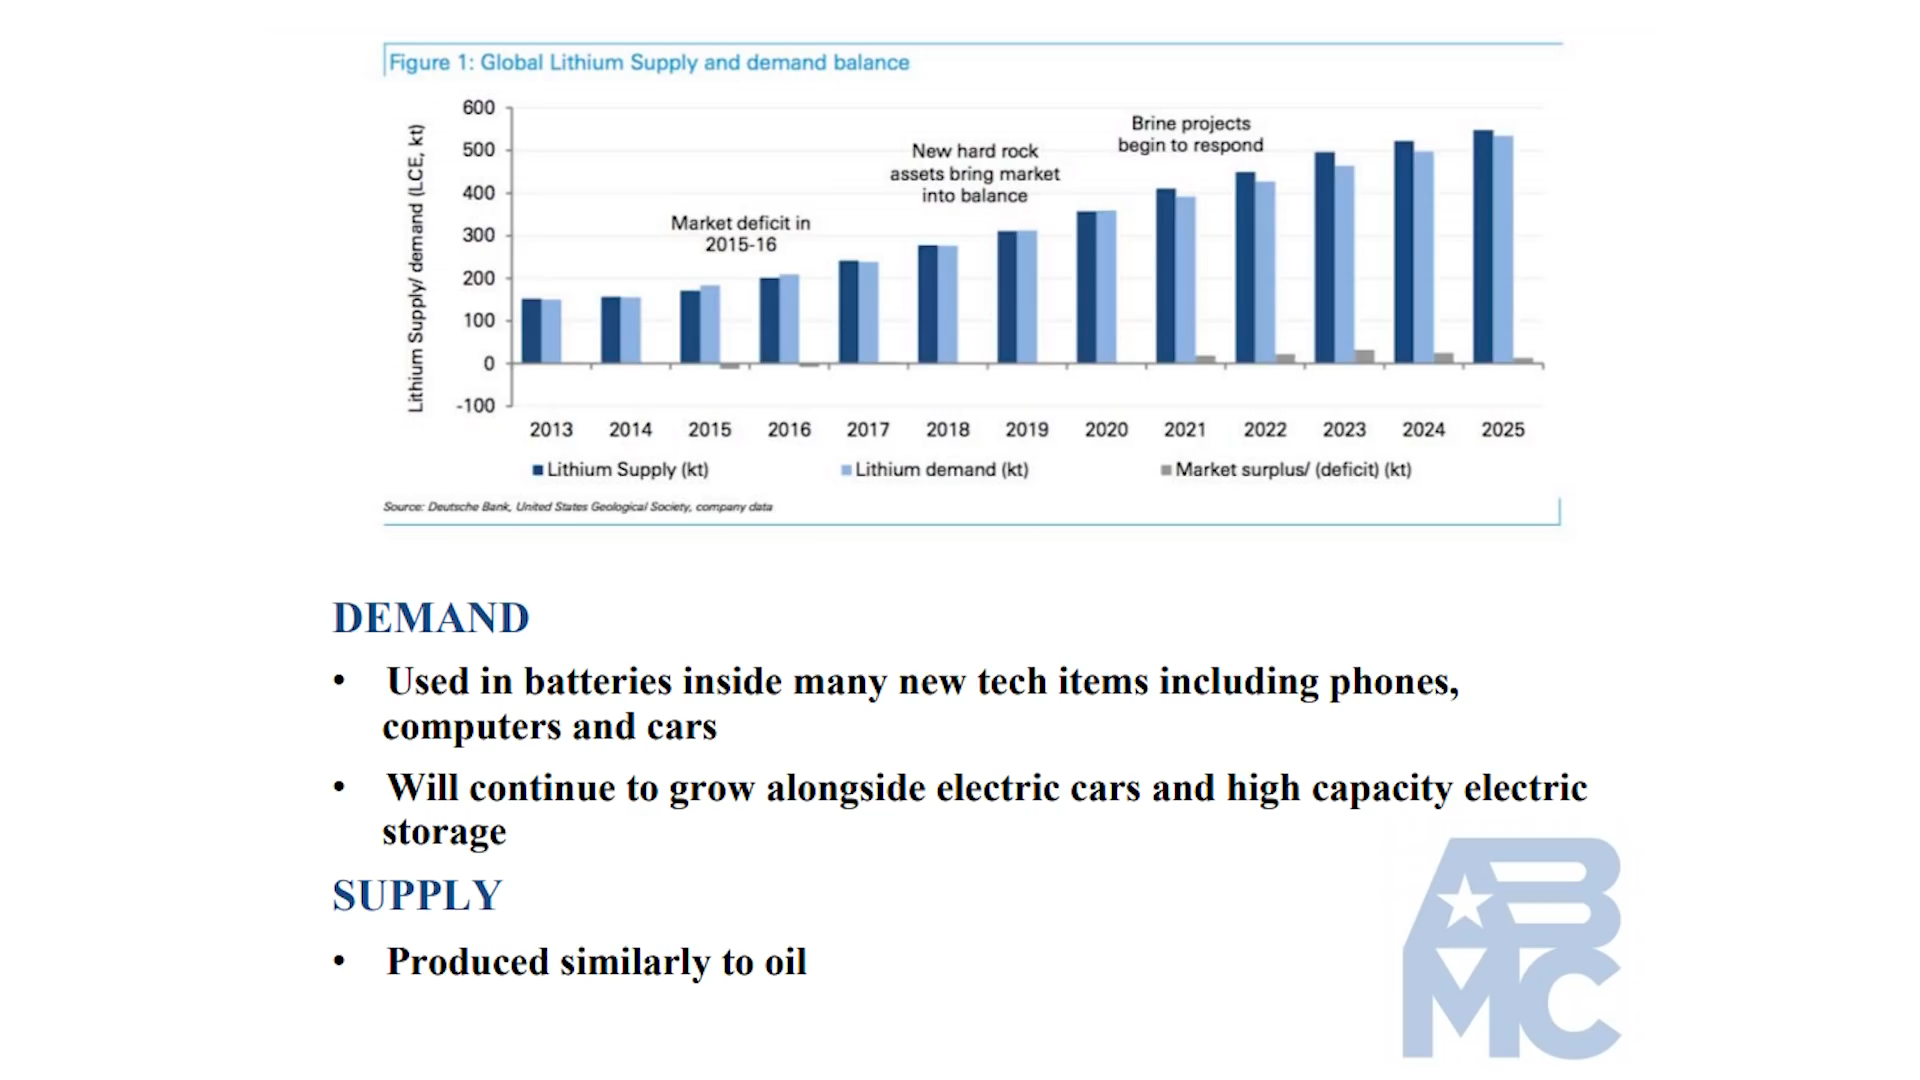 Figure 1: Global Lithium Supply and demand balance
Lithium Supply/ demand (LCE, kt)
600
500
400
300
200
100
0
-100
Market deficit in
2015-16
New hard rock
assets bring market
into balance
Brine projects
begin to respond
2013 2014 2015 2016 2017 2018 2019 2020 2021 2022 2023 2024 2025
Lithium Supply (kt) Lithium demand (kt) Market surplus/ (deficit) (kt)
Source: Deutsche Bank, United States Geological Society, company data
DEMAND
• Used in batteries inside many new tech items including phones,
computers and cars
• Will continue to grow alongside electric cars and high capacity electric
storage
SUPPLY
• Produced similarly to oil
AB
MC